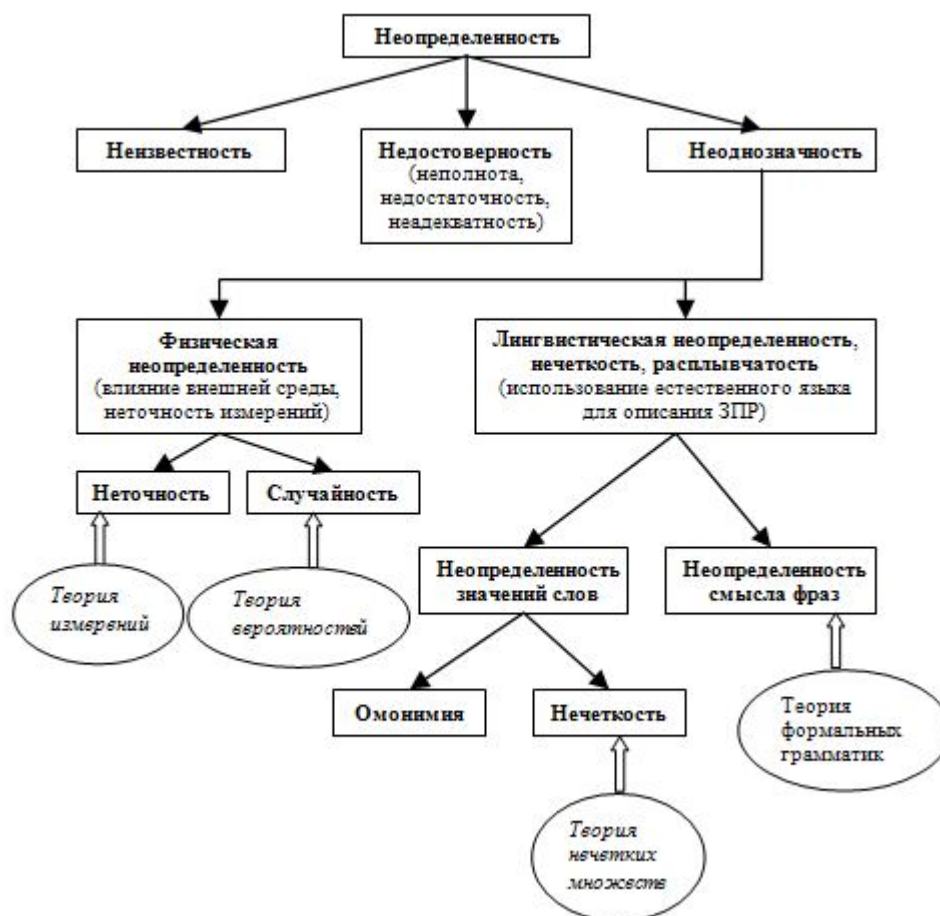 Неопределенность
Неизвестность
Недостоверность
(неполнота,
недостаточность,
неадекватность)
Неоднозначность
Физическая
неопределенность
(влияние внешней среды,
неточность измерений)
Лингвистическая неопределенность,
нечеткость, расплывчатость
(использование естественного языка
для описания ЗПР)
Неточность
Случайность
Теория
измерений
Теория
вероятностей
Неопределенность
значений слов
Неопределенность
смысла фраз
Омонимия
Нечеткость
Теория
формальных
грамматик
Теория
нечетких
множеств